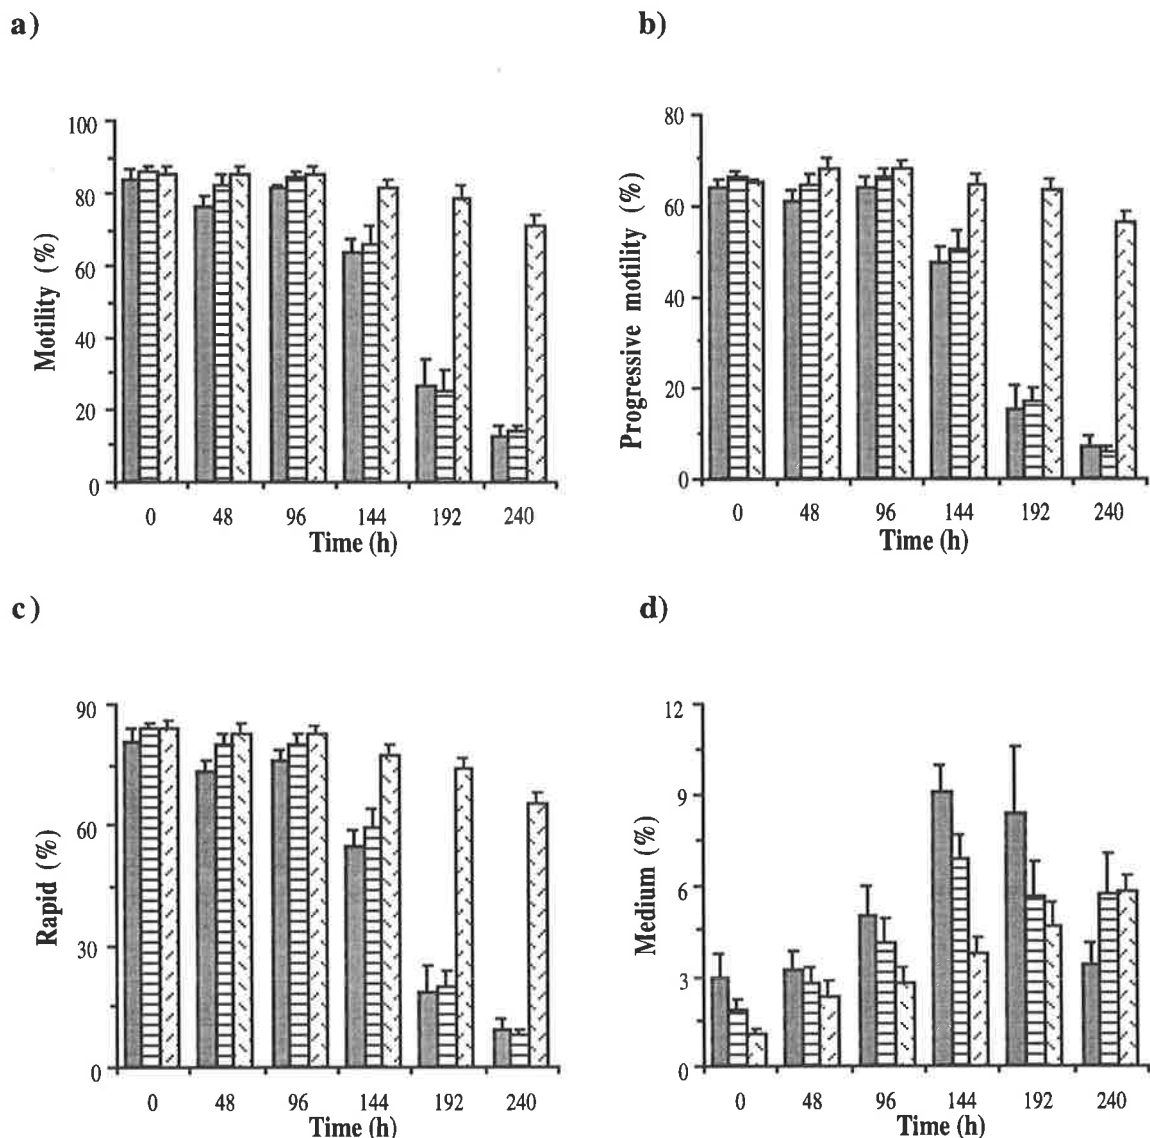 a)
100
80
60
40
20
0
Motility (%)
0 48 96 144 192 240
Time (h)
b)
80
60
40
20
0
Progressive motility (%)
0 48 96 144 192 240
Time (h)
c)
90
60
30
0
Rapid (%)
0 48 96 144 192 240
Time (h)
d)
12
9
6
3
0
Medium (%)
0 48 96 144 192 240
Time (h)